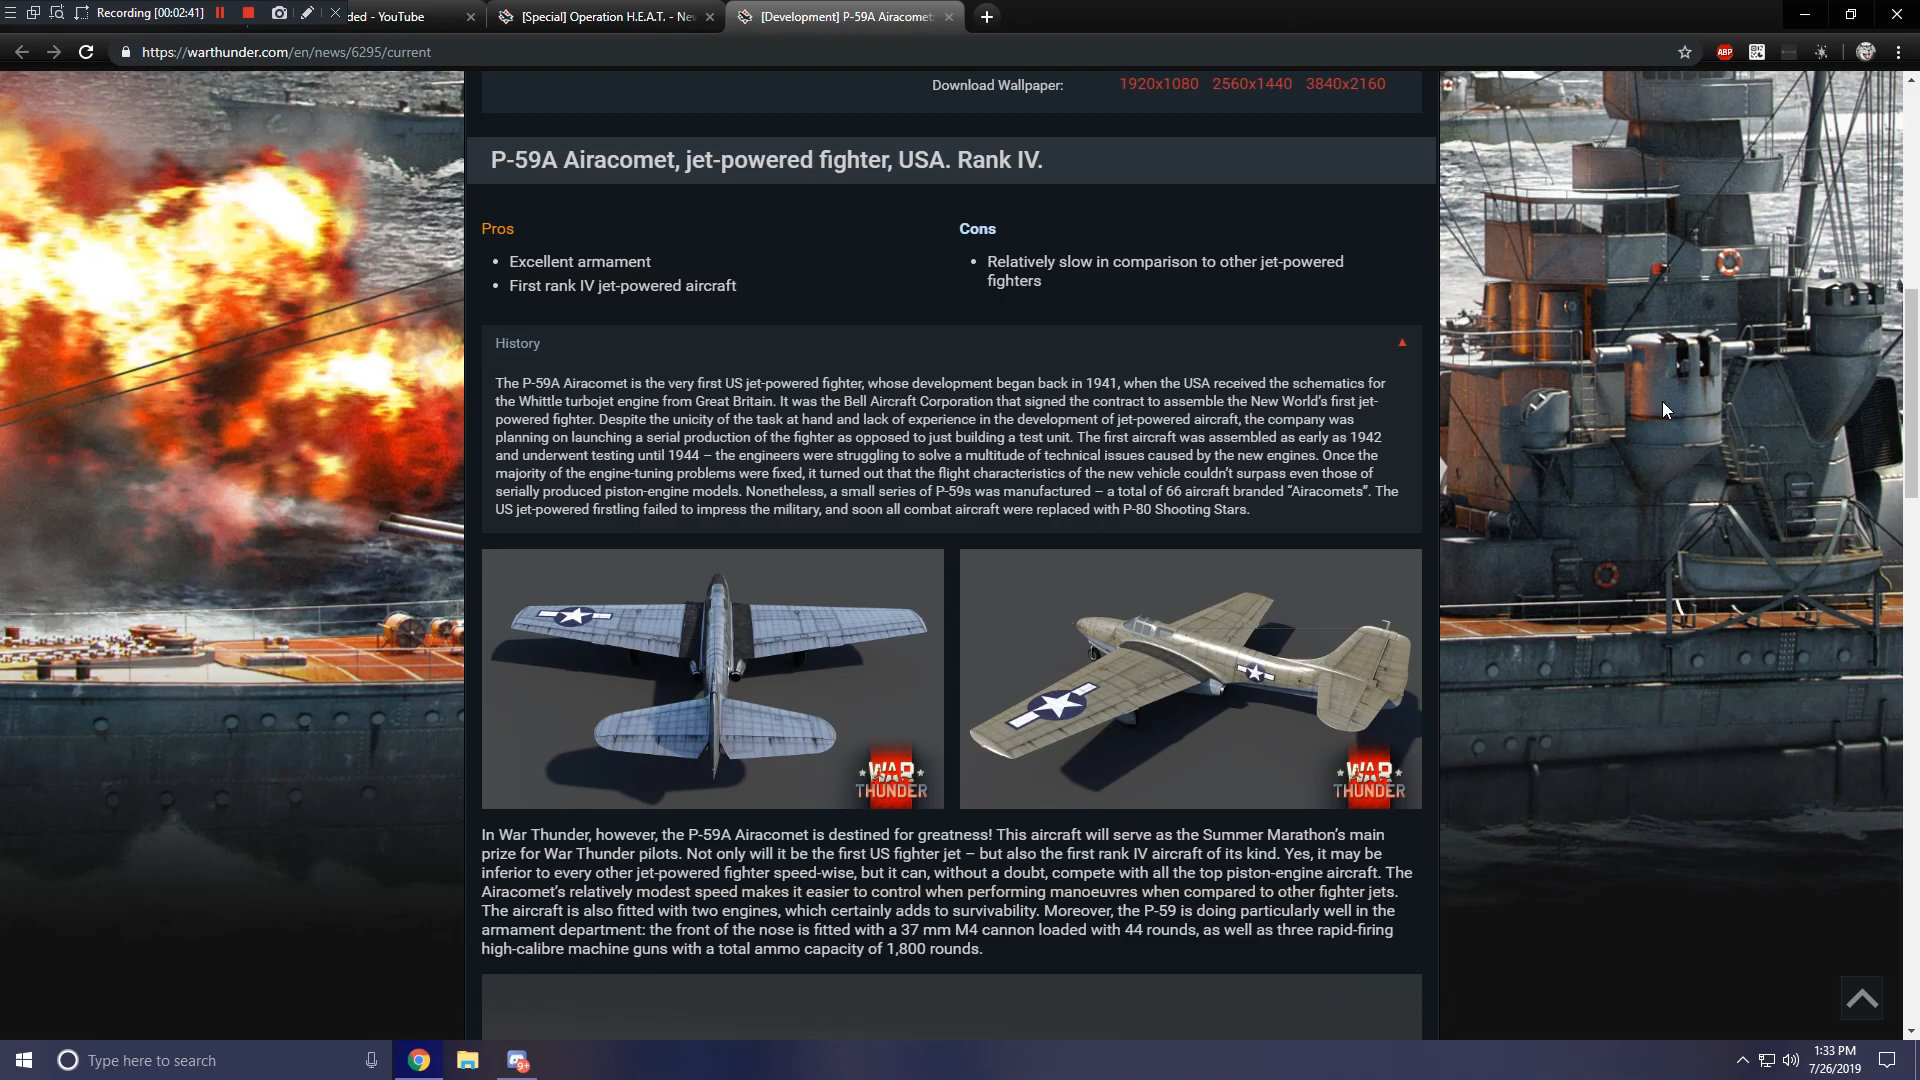 Recording [00:02:41]
ded - YouTube
[Special] Operation H.E.A.T. - Ne
[Development] P-59A Airacomet
https://warthunder.com/en/news/6295/current
ABP
Download Wallpaper: 1920x1080 2560x1440 3840x2160
P-59A Airacomet, jet-powered fighter, USA. Rank IV.
Pros
Excellent armament
First rank IV jet-powered aircraft
Cons
Relatively slow in comparison to other jet-powered
fighters
History
The P-59A Airacomet is the very first US jet-powered fighter, whose development began back in 1941, when the USA received the schematics for
the Whittle turbojet engine from Great Britain. It was the Bell Aircraft Corporation that signed the contract to assemble the New World’s first jet-
powered fighter. Despite the unicity of the task at hand and lack of experience in the development of jet-powered aircraft, the company was
planning on launching a serial production of the fighter as opposed to just building a test unit. The first aircraft was assembled as early as 1942
and underwent testing until 1944 – the engineers were struggling to solve a multitude of technical issues caused by the new engines. Once the
majority of the engine-tuning problems were fixed, it turned out that the flight characteristics of the new vehicle couldn’t surpass even those of
serially produced piston-engine models. Nonetheless, a small series of P-59s was manufactured – a total of 66 aircraft branded “Airacomets”. The
US jet-powered firstling failed to impress the military, and soon all combat aircraft were replaced with P-80 Shooting Stars.
WAR
THUNDER
WAR
THUNDER
In War Thunder, however, the P-59A Airacomet is destined for greatness! This aircraft will serve as the Summer Marathon’s main
prize for War Thunder pilots. Not only will it be the first US fighter jet – but also the first rank IV aircraft of its kind. Yes, it may be
inferior to every other jet-powered fighter speed-wise, but it can, without a doubt, compete with all the top piston-engine aircraft. The
Airacomet’s relatively modest speed makes it easier to control when performing manoeuvres when compared to other fighter jets.
The aircraft is also fitted with two engines, which certainly adds to survivability. Moreover, the P-59 is doing particularly well in the
armament department: the front of the nose is fitted with a 37 mm M4 cannon loaded with 44 rounds, as well as three rapid-firing
high-calibre machine guns with a total ammo capacity of 1,800 rounds.
Type here to search
9+
1:33 PM
7/26/2019